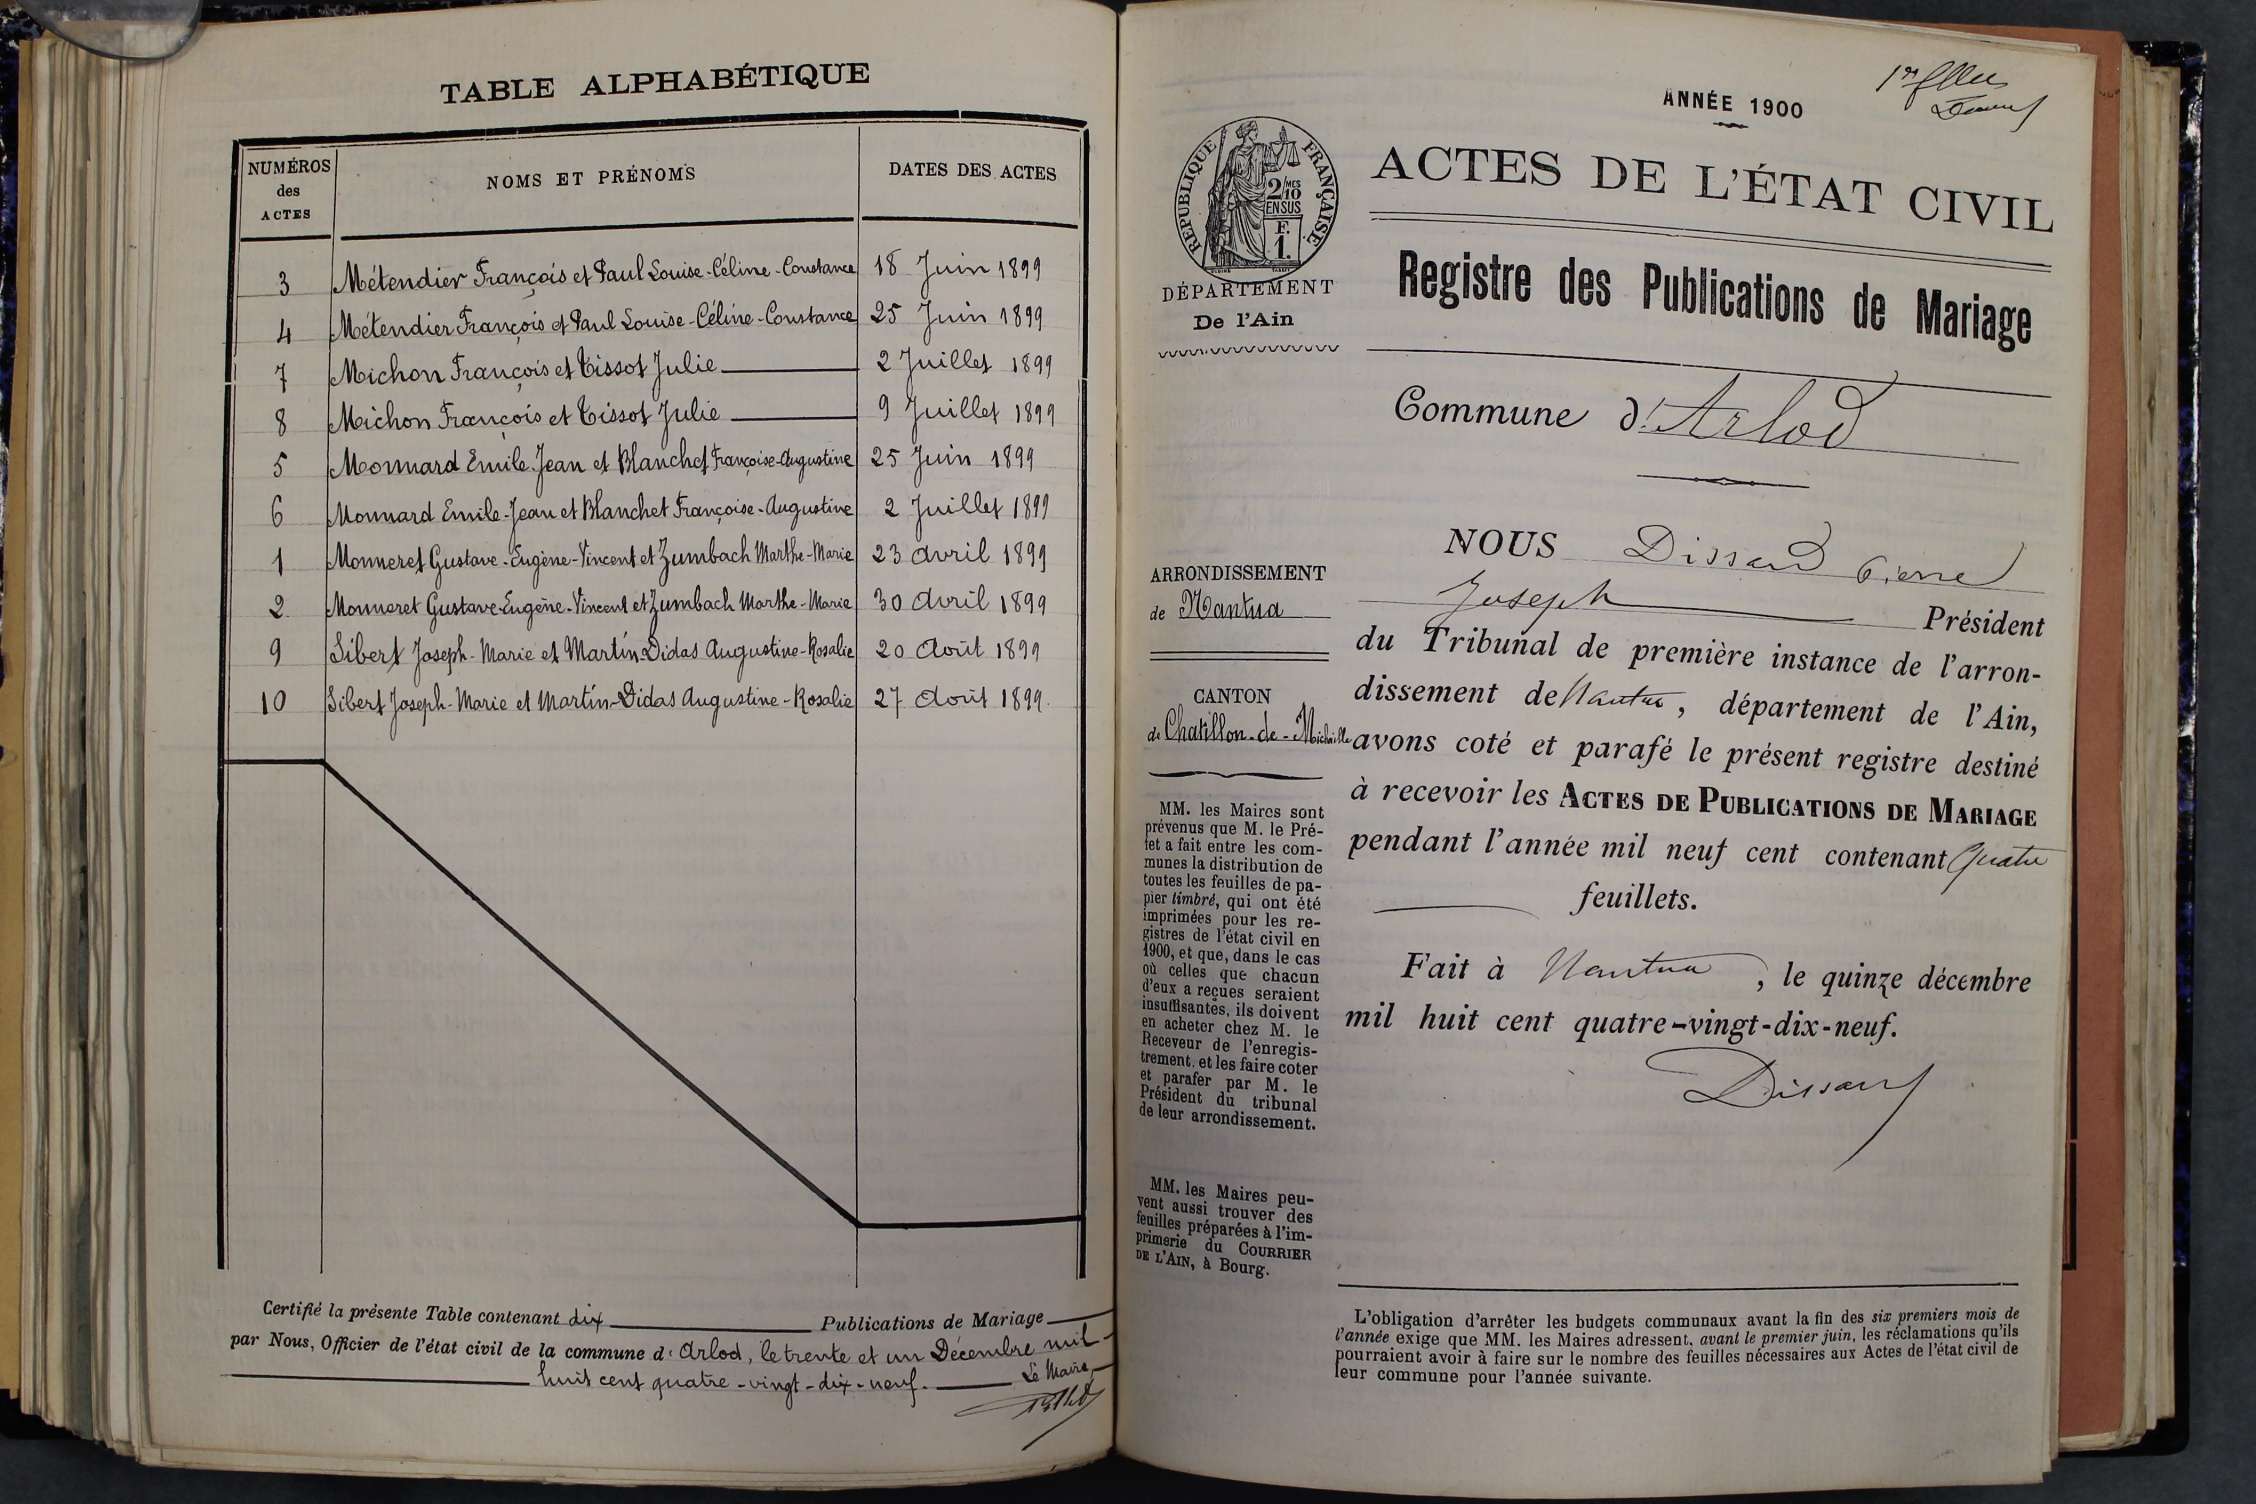 TABLE ALPHABÉTIQUE
NUMÉROS des ACTES
NOMS ET PRÉNOMS
DATES DES ACTES
3 Métendier François et Paul Louise-Céline-Constance 18 Juin 1899
4 Métendier François et Paul Louise-Céline-Constance 25 Juin 1899
7 Michon François et Tissot Julie 2 Juillet 1899
8 Michon François et Tissot Julie 9 Juillet 1899
5 Monnard Emile Jean et Blanchet Françoise-Augustine 25 Juin 1899
6 Monnard Emile-Jean et Blanchet Françoise-Augustine 2 Juillet 1899
1 Monneret Gustave-Eugène-Vincent et Zumbach Marthe-Marie 23 avril 1899
2 Monneret Gustave-Eugène-Vincent et Zumbach Marthe-Marie 30 avril 1899
9 Sibert Joseph-Marie et Martin-Didas Augustine-Rosalie 20 août 1899
10 Sibert Joseph-Marie et Martin-Didas Augustine-Rosalie 27 août 1899.
Certifié la présente Table contenant dix Publications de Mariage
par Nous, Officier de l'état civil de la commune d'Arlod, le trente et un Décembre mil
huit cent quatre-vingt-dix-neuf. Le Maire,
ANNÉE 1900
RÉPUBLIQUE FRANÇAISE
2/10 MES
EN SUS
F.
1.
ACTES DE L'ÉTAT CIVIL
DÉPARTEMENT
De l'Ain
Registre des Publications de Mariage
Commune d'Arlod
ARRONDISSEMENT
de Nantua
CANTON
de Chatillon-de-Michaille
MM. les Maires sont
prévenus que M. le Pré-
fet a fait entre les com-
munes la distribution de
toutes les feuilles de pa-
pier timbré, qui ont été
imprimées pour les re-
gistres de l'état civil en
1900, et que, dans le cas
où celles que chacun
d'eux a reçues seraient
insuffisantes, ils doivent
en acheter chez M. le
Receveur de l'enregis-
trement. et les faire coter
et parafer par M. le
Président du tribunal
de leur arrondissement.
MM. les Maires peu-
vent aussi trouver des
feuilles préparées à l'im-
primerie du COURRIER
DE L'AIN, à Bourg.
NOUS Dissard Pierre
Joseph Président
du Tribunal de première instance de l'arron-
dissement de Nantua, département de l'Ain,
avons coté et parafé le présent registre destiné
à recevoir les ACTES DE PUBLICATIONS DE MARIAGE
pendant l'année mil neuf cent contenant quatre
feuillets.
Fait à Nantua, le quinze décembre
mil huit cent quatre-vingt-dix-neuf.
Dissard
L'obligation d'arrêter les budgets communaux avant la fin des six premiers mois de
l'année exige que MM. les Maires adressent, avant le premier juin, les réclamations qu'ils
pourraient avoir à faire sur le nombre des feuilles nécessaires aux Actes de l'état civil de
leur commune pour l'année suivante.